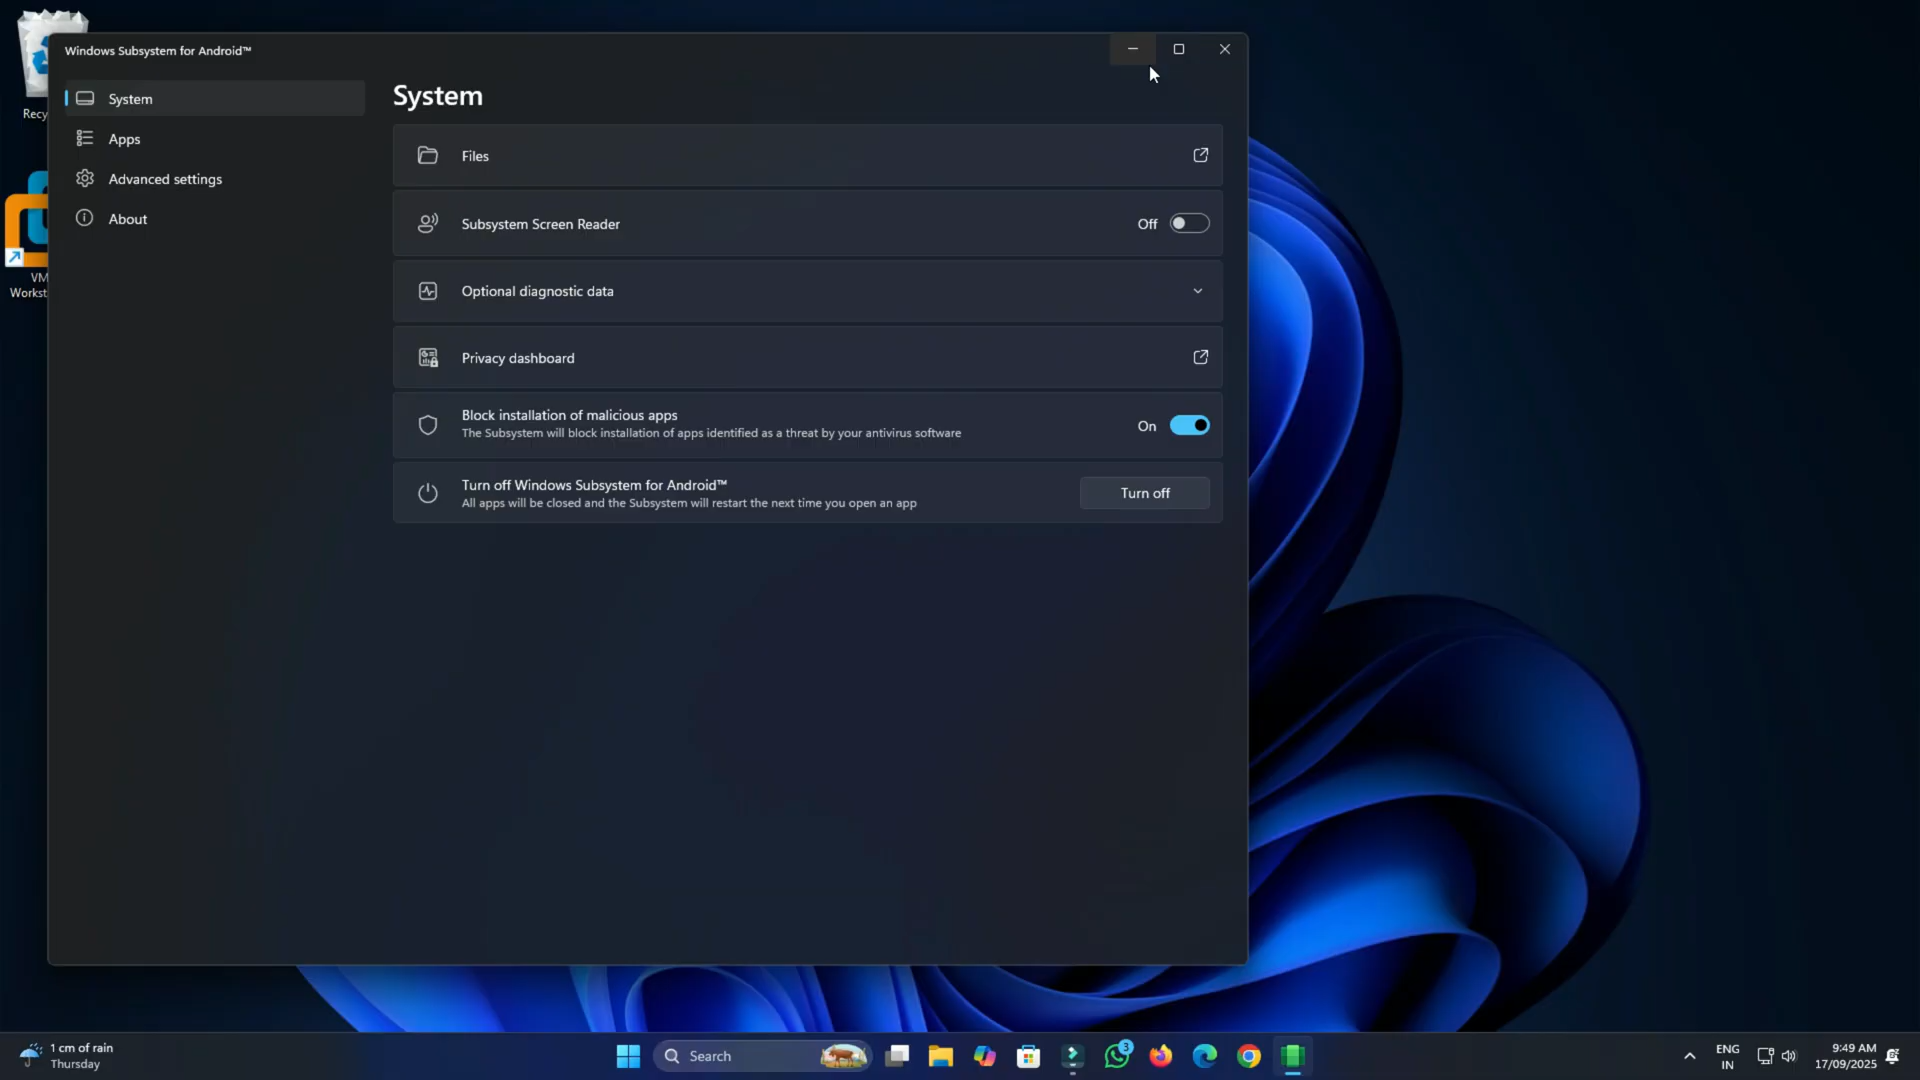 Windows Subsystem for Android™
System
Apps
Advanced settings
About
System
Files
Subsystem Screen Reader
Off
Optional diagnostic data
Privacy dashboard
Block installation of malicious apps
The Subsystem will block installation of apps identified as a threat by your antivirus software
On
Turn off Windows Subsystem for Android™
All apps will be closed and the Subsystem will restart the next time you open an app
Turn off
Recy
VM
Workst
1 cm of rain
Thursday
Search
3
ENG
IN
9:49 AM
17/09/2025